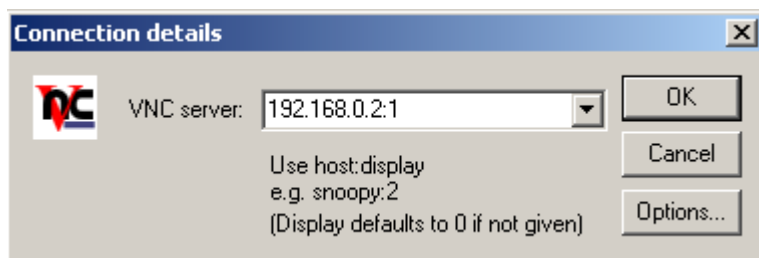 Connection details
VNC
VNC server: 192.168.0.2:1
OK
Use host:display
e.g. snoopy:2
(Display defaults to 0 if not given)
Cancel
Options...